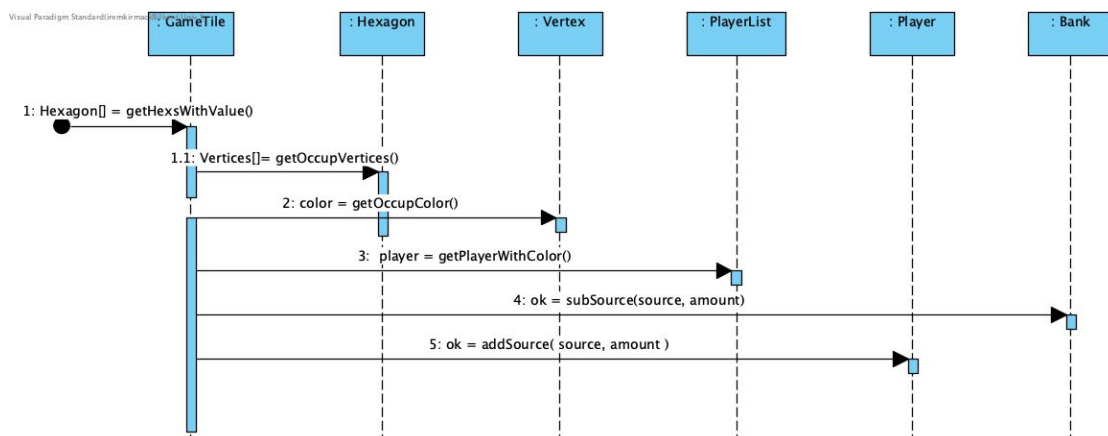 Visual Paradigm Standard
: GameTile
: Hexagon
: Vertex
: PlayerList
: Player
: Bank
1: Hexagon[] = getHexsWithValue()
1.1: Vertices[]= getOccupVertices()
2: color = getOccupColor()
3: player = getPlayerWithColor()
4: ok = subSource(source, amount)
5: ok = addSource( source, amount )